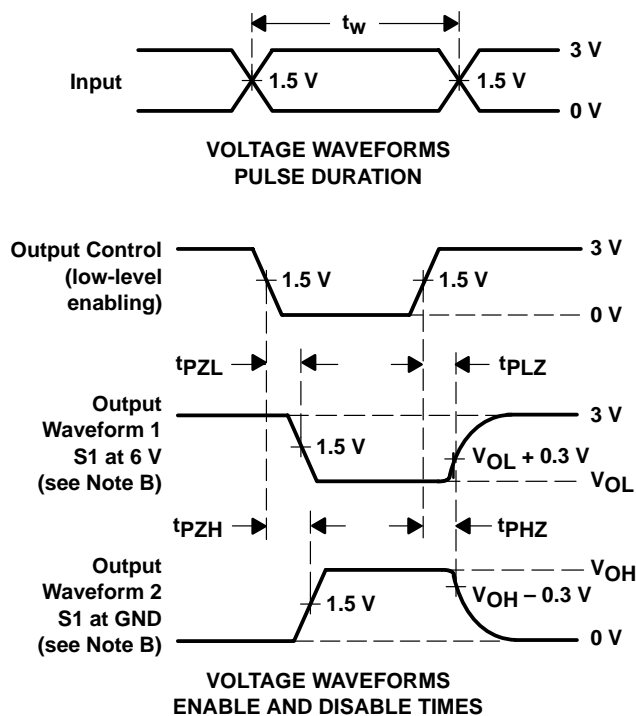 tw
3 V
Input
1.5 V
1.5 V
0 V
VOLTAGE WAVEFORMS
PULSE DURATION
Output Control
(low-level
enabling)
3 V
1.5 V
1.5 V
0 V
tPZL
tPLZ
Output
Waveform 1
S1 at 6 V
(see Note B)
3 V
1.5 V
VOL + 0.3 V
VOL
tPZH
tPHZ
Output
Waveform 2
S1 at GND
(see Note B)
VOH
1.5 V
VOH – 0.3 V
0 V
VOLTAGE WAVEFORMS
ENABLE AND DISABLE TIMES